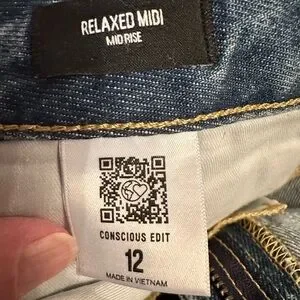 RELAXED MIDI
MID RISE
CONSCIOUS EDIT
12
MADE IN VIETNAM